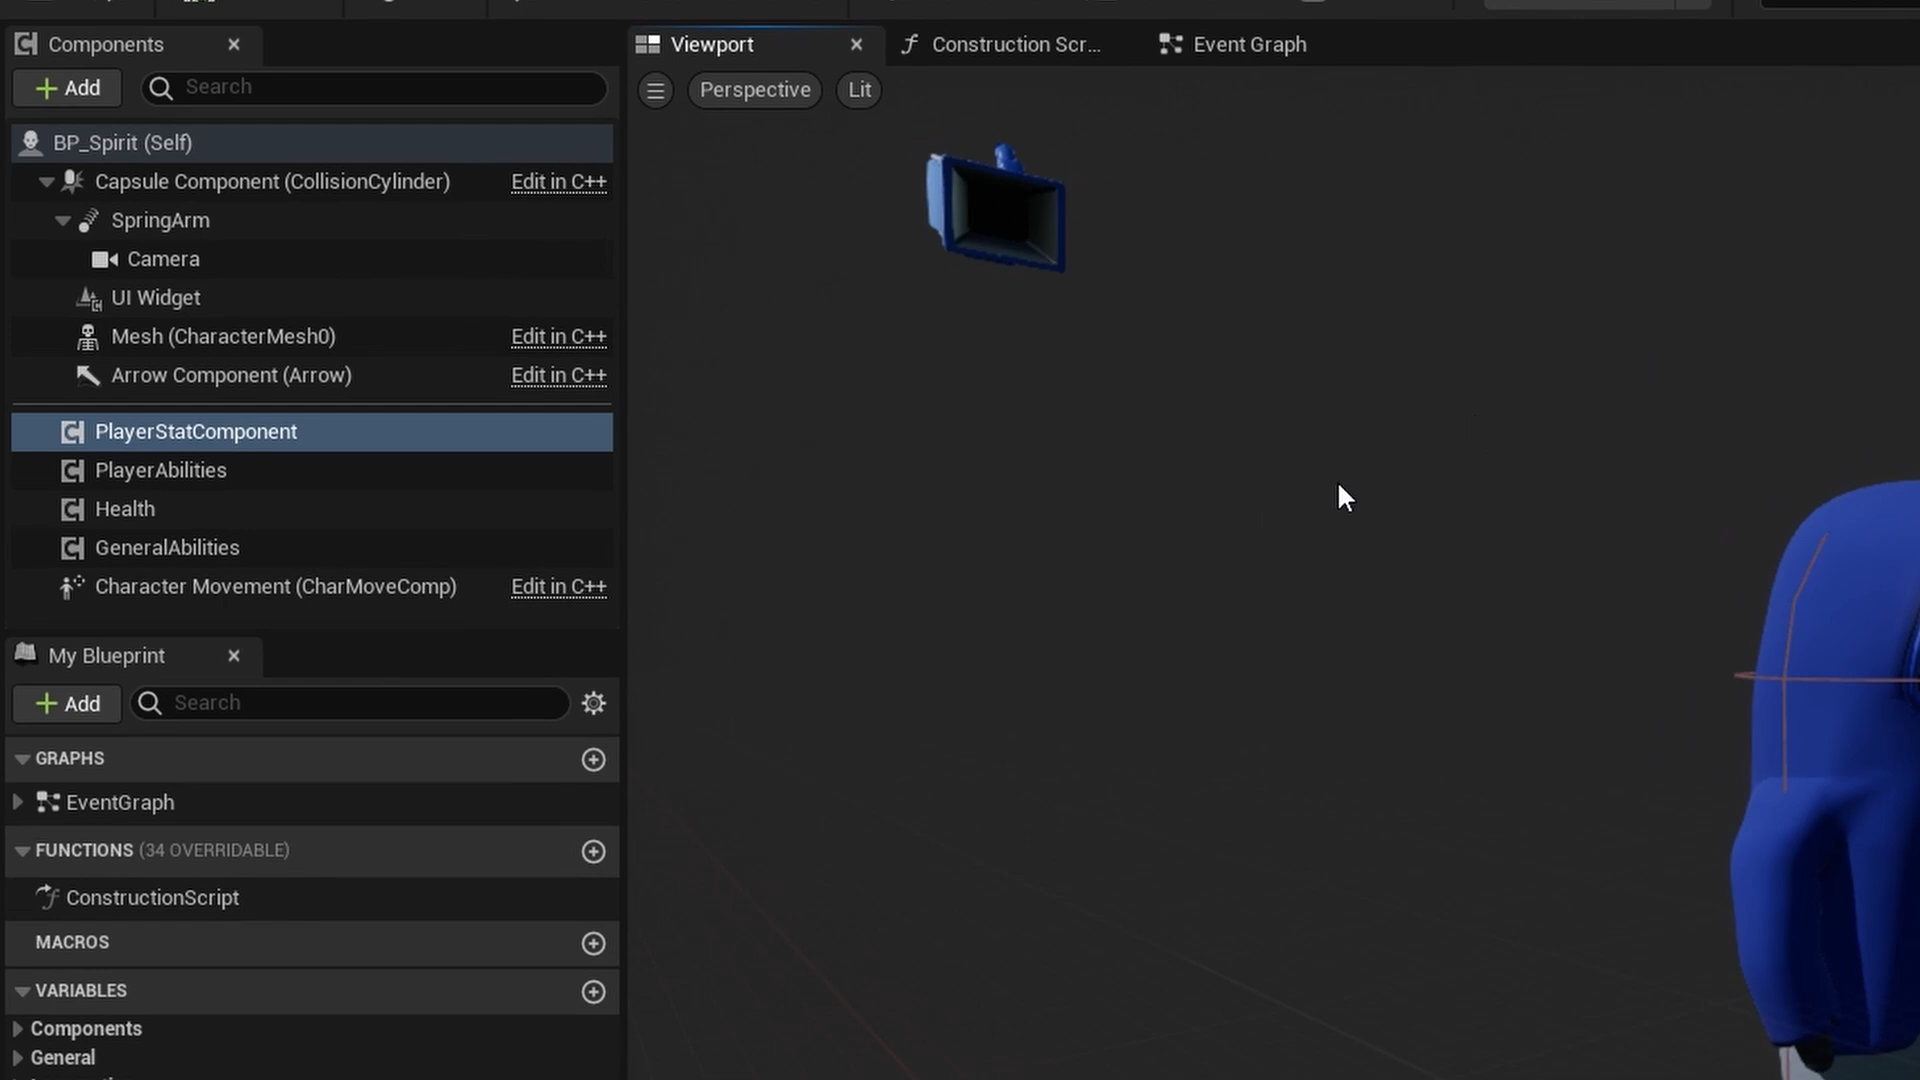 Components
Add
Search
BP_Spirit (Self)
Capsule Component (CollisionCylinder) Edit in C++
SpringArm
Camera
UI Widget
Mesh (CharacterMesh0) Edit in C++
Arrow Component (Arrow) Edit in C++
PlayerStatComponent
PlayerAbilities
Health
GeneralAbilities
Character Movement (CharMoveComp) Edit in C++
My Blueprint
Add
Search
GRAPHS
EventGraph
FUNCTIONS (34 OVERRIDABLE)
ConstructionScript
MACROS
VARIABLES
Components
General
Viewport
Construction Scr...
Event Graph
Perspective
Lit